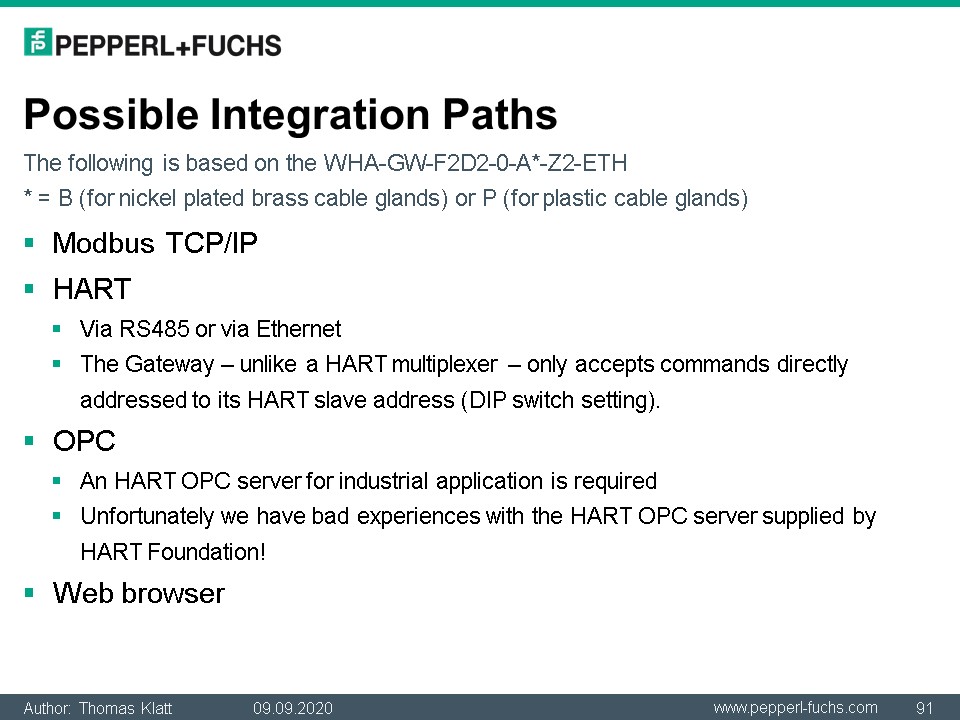 PEPPERL+FUCHS
Possible Integration Paths
The following is based on the WHA-GW-F2D2-0-A*-Z2-ETH
* = B (for nickel plated brass cable glands) or P (for plastic cable glands)
▪ Modbus TCP/IP
▪ HART
▪ Via RS485 or via Ethernet
▪ The Gateway – unlike a HART multiplexer – only accepts commands directly
addressed to its HART slave address (DIP switch setting).
▪ OPC
▪ An HART OPC server for industrial application is required
▪ Unfortunately we have bad experiences with the HART OPC server supplied by
HART Foundation!
▪ Web browser
Author: Thomas Klatt 09.09.2020 www.pepperl-fuchs.com 91